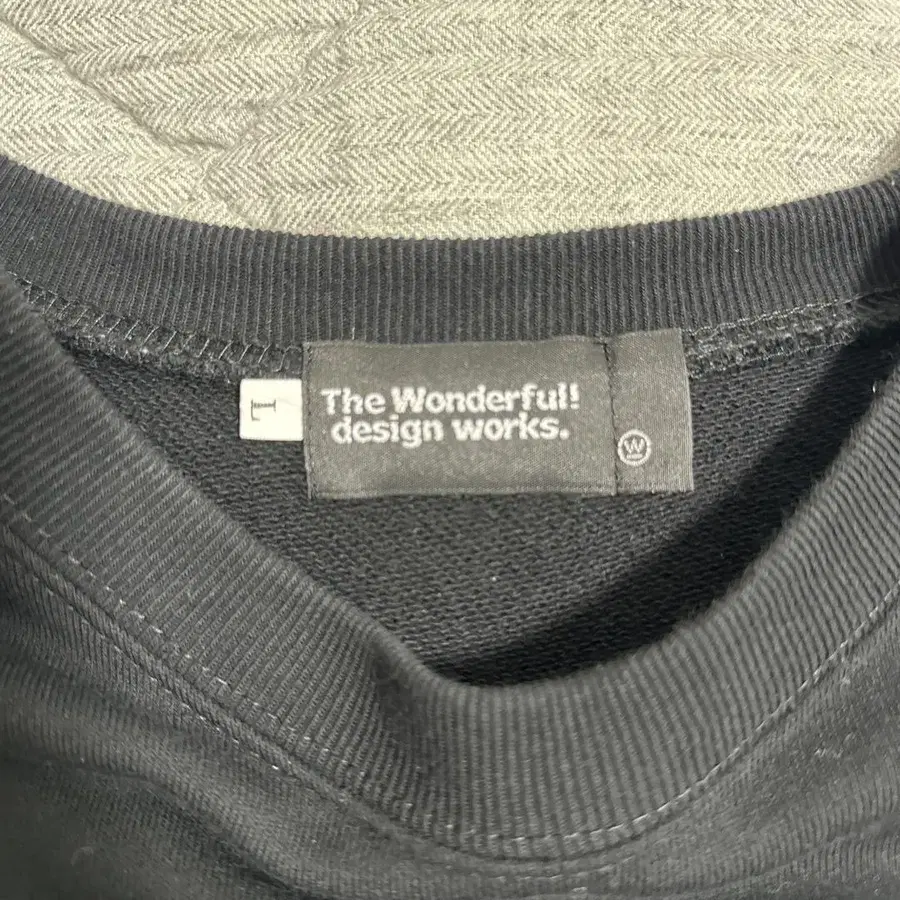 L
The Wonderful!
design works.
W